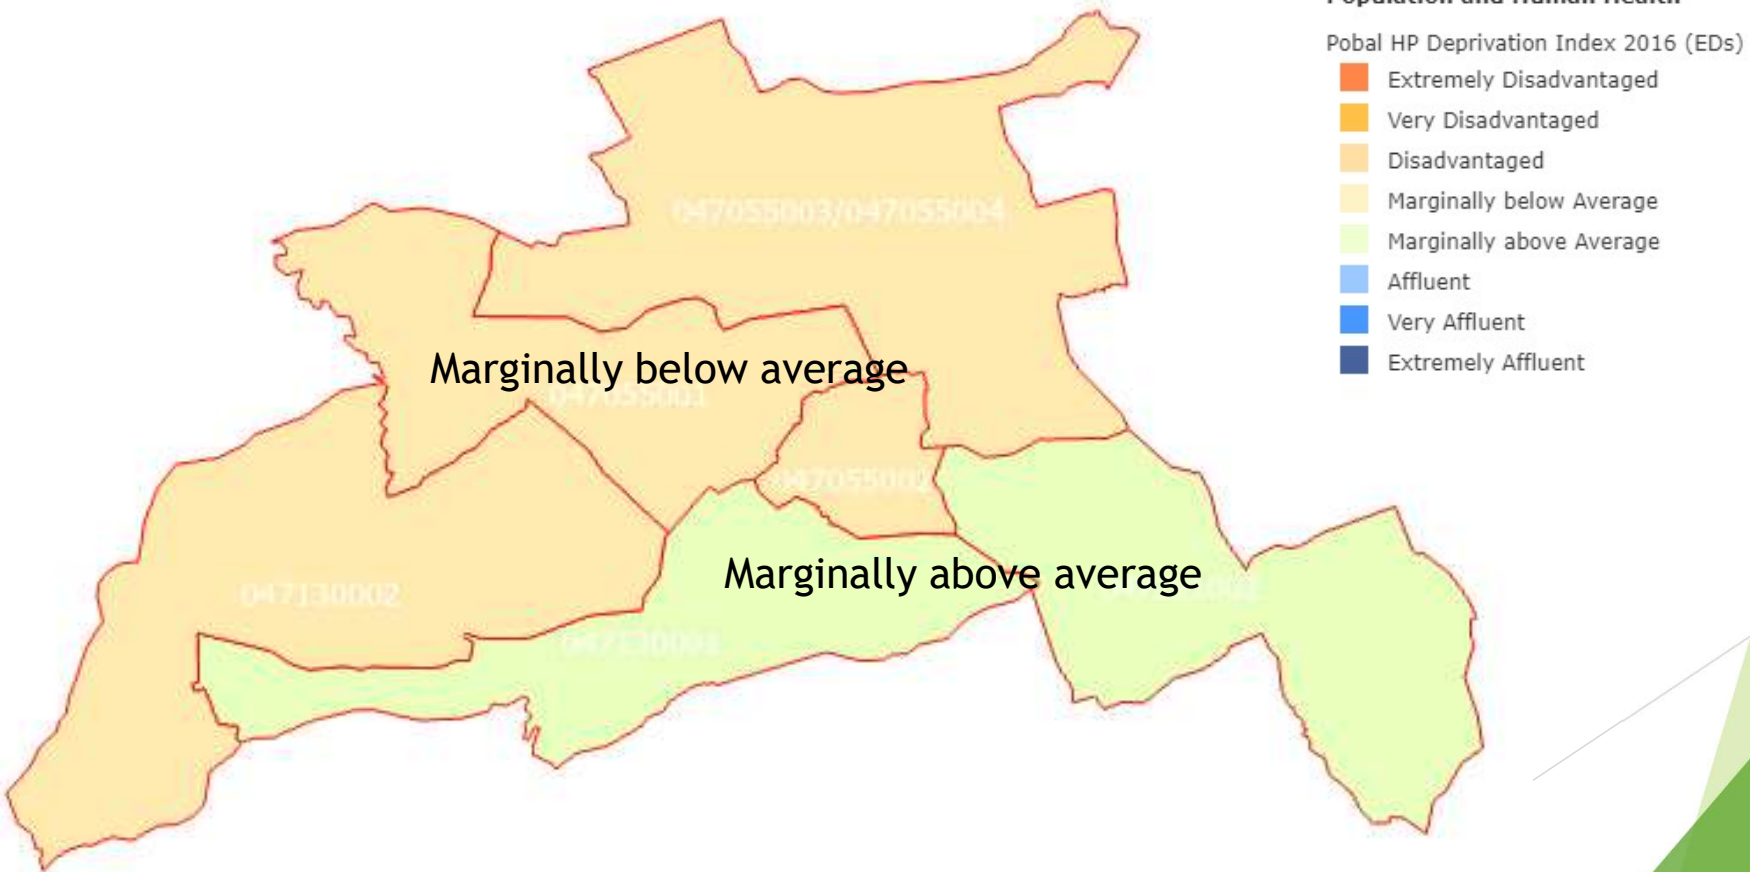 Population and Human Health
Pobal HP Deprivation Index 2016 (EDs)
Extremely Disadvantaged
Very Disadvantaged
Disadvantaged
Marginally below Average
Marginally above Average
Affluent
Very Affluent
Extremely Affluent
047055003/047055004
Marginally below average
047055001
047055002
Marginally above average
047130002
047130001